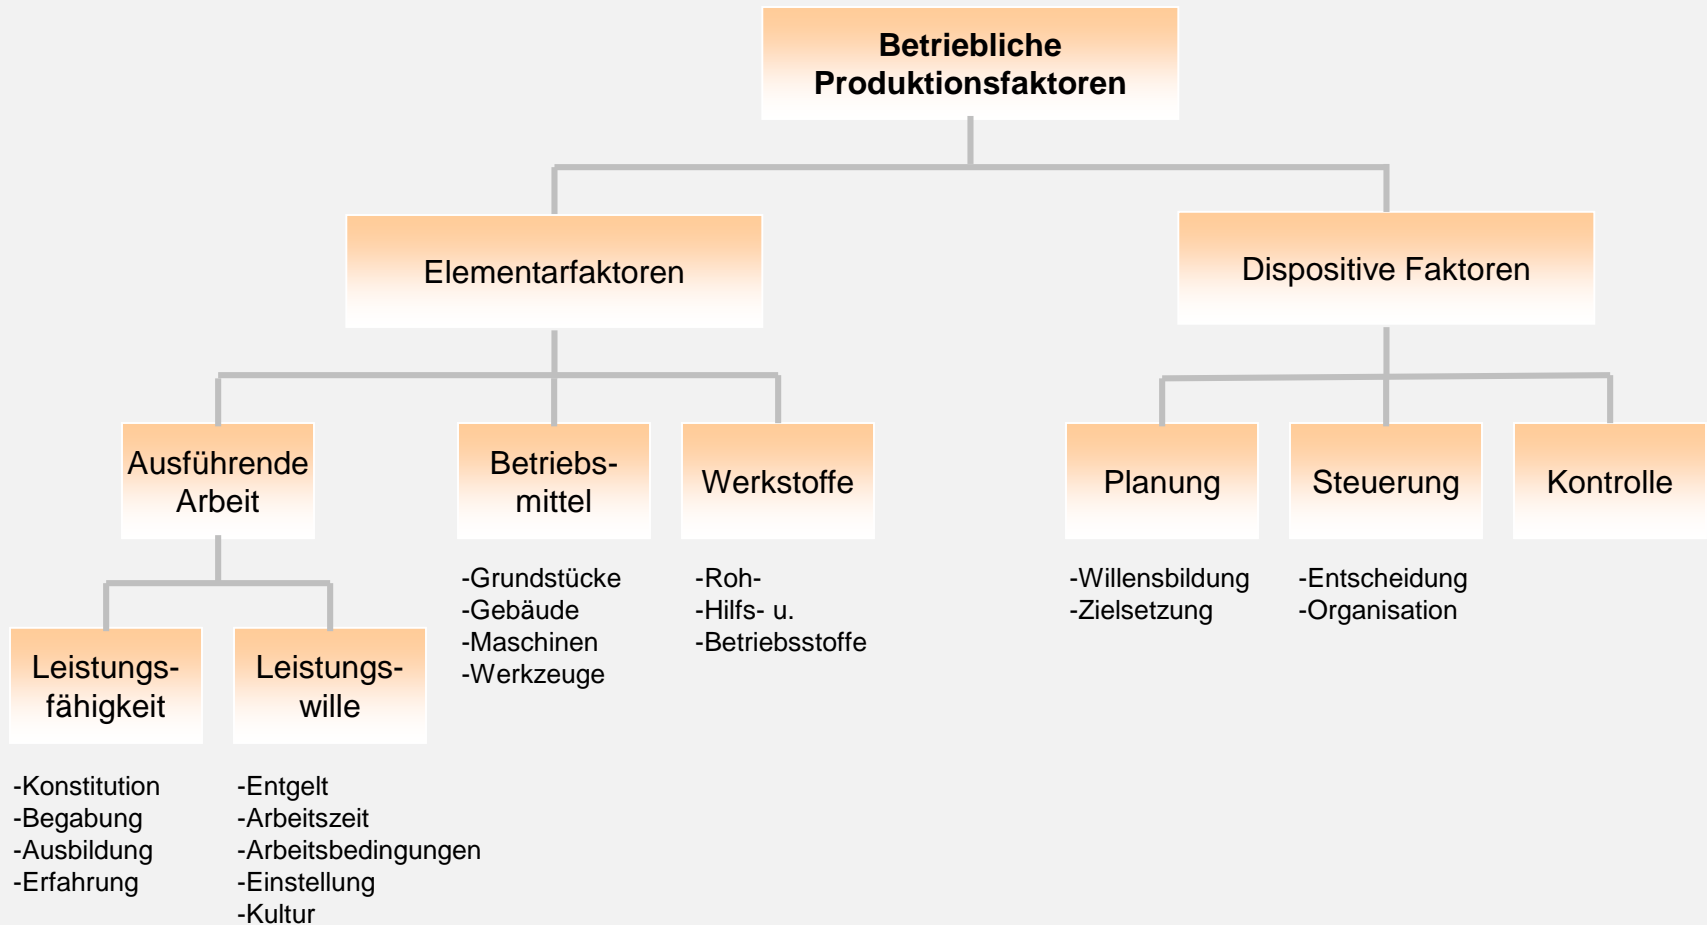 Betriebliche
Produktionsfaktoren
Elementarfaktoren
Dispositive Faktoren
Ausführende
Arbeit
Betriebs-
mittel
Werkstoffe
Planung
Steuerung
Kontrolle
-Grundstücke
-Gebäude
-Maschinen
-Werkzeuge
-Roh-
-Hilfs- u.
-Betriebsstoffe
-Willensbildung
-Zielsetzung
-Entscheidung
-Organisation
Leistungs-
fähigkeit
Leistungs-
wille
-Konstitution
-Begabung
-Ausbildung
-Erfahrung
-Entgelt
-Arbeitszeit
-Arbeitsbedingungen
-Einstellung
-Kultur